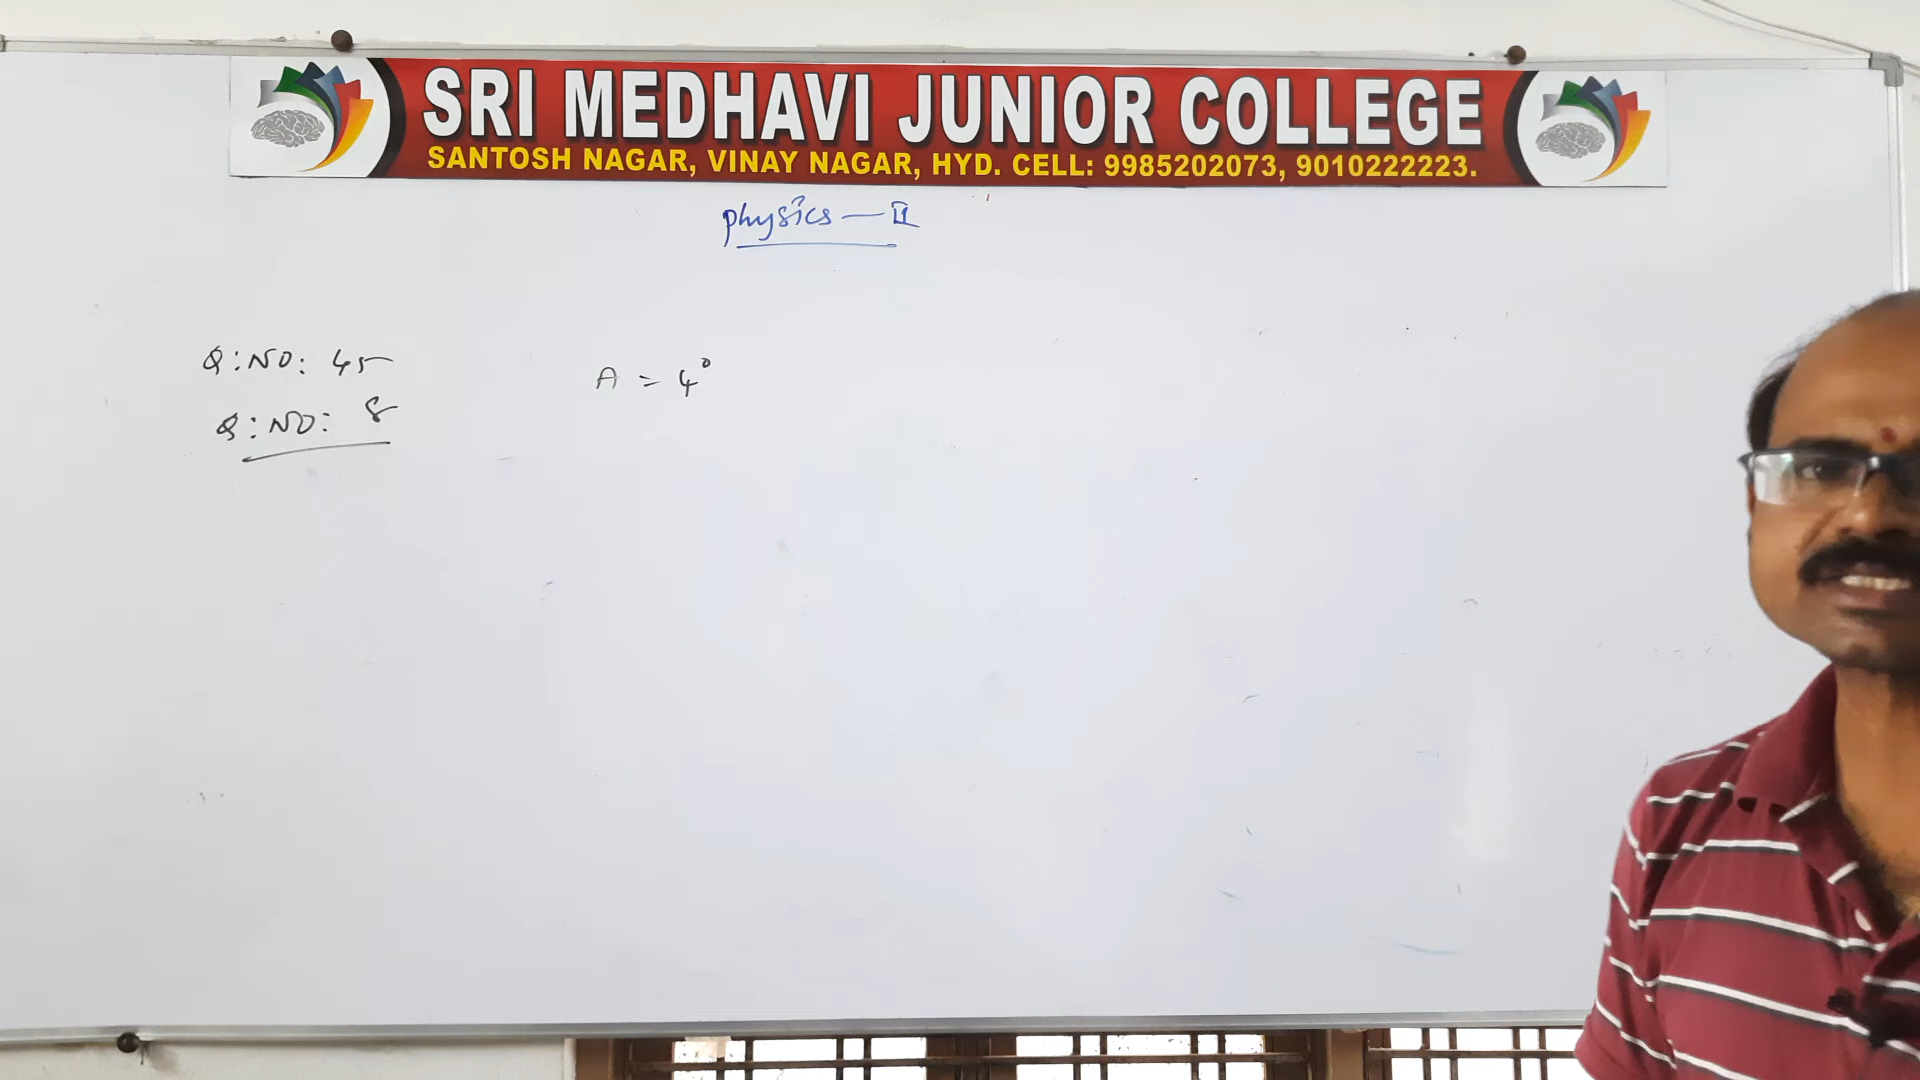 SRI MEDHAVI JUNIOR COLLEGE
SANTOSH NAGAR, VINAY NAGAR, HYD. CELL: 9985202073, 9010222223.
physics — II
Q:NO: 45
A = 4°
Q:NO: 8